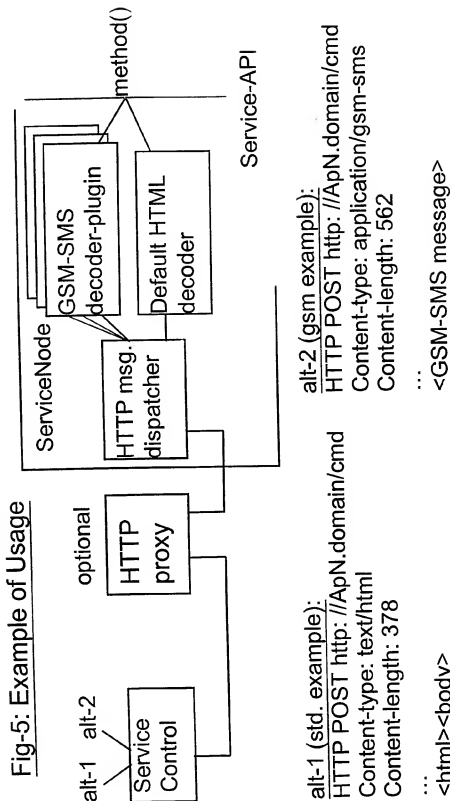 Fig-5: Example of Usage
alt-1 alt-2
Service
Control
optional
HTTP
proxy
ServiceNode
HTTP msg.
dispatcher
GSM-SMS
decoder-plugin
Default HTML
decoder
method()
Service-API
alt-1 (std. example):
HTTP POST http: //ApN.domain/cmd
Content-type: text/html
Content-length: 378
...
<html><body>
alt-2 (gsm example):
HTTP POST http: //ApN.domain/cmd
Content-type: application/gsm-sms
Content-length: 562
...
<GSM-SMS message>